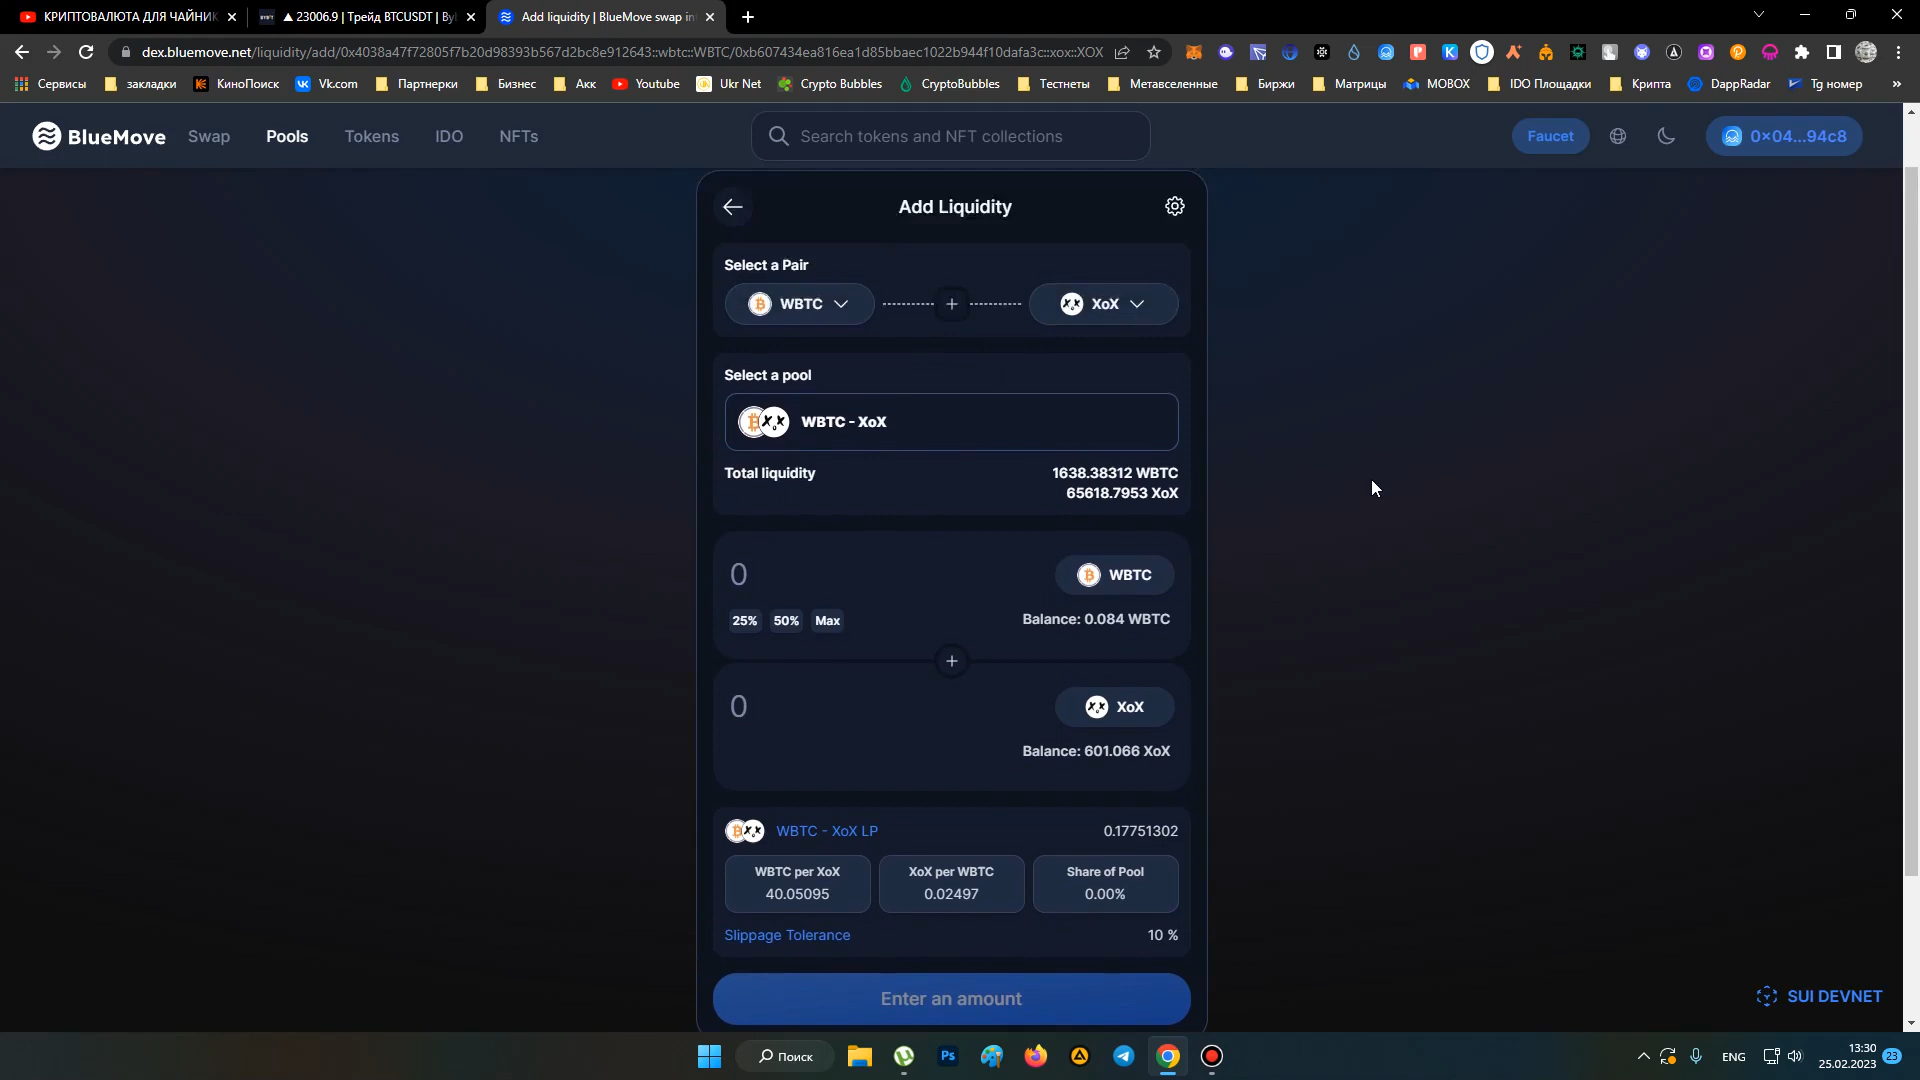 КРИПТОВАЛЮТА ДЛЯ ЧАЙНИК
23006.9 | Трейд BTCUSDT | Byb
Add liquidity | BlueMove swap in
dex.bluemove.net/liquidity/add/0x4038a47f72805f7b20d98393b567d2bc8e912643::wbtc::WBTC/0xb607434ea816ea1d85bbaec1022b944f10dafa3c::xox::XOX
Сервисы
закладки
КиноПоиск
Vk.com
Партнерки
Бизнес
Акк
Youtube
Ukr Net
Crypto Bubbles
CryptoBubbles
Тестнеты
Метавселенные
Биржи
Матрицы
MOBOX
IDO Площадки
Крипта
DappRadar
Tg номер
»
BlueMove
Swap
Pools
Tokens
IDO
NFTs
Search tokens and NFT collections
Faucet
0x04...94c8
Add Liquidity
Select a Pair
WBTC
+
XoX
Select a pool
WBTC - XoX
Total liquidity
1638.38312 WBTC
65618.7953 XoX
0
WBTC
25% 50% Max
Balance: 0.084 WBTC
+
0
XoX
Balance: 601.066 XoX
WBTC - XoX LP
0.17751302
WBTC per XoX
40.05095
XoX per WBTC
0.02497
Share of Pool
0.00%
Slippage Tolerance
10 %
Enter an amount
SUI DEVNET
Поиск
Ps
ENG
13:30
25.02.2023
23